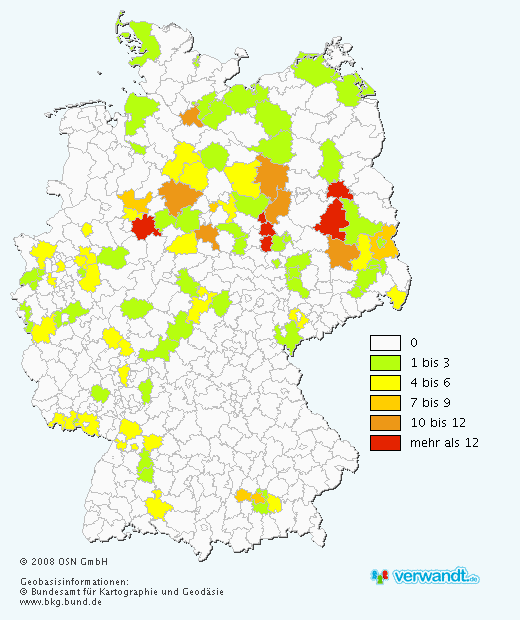 0
1 bis 3
4 bis 6
7 bis 9
10 bis 12
mehr als 12
© 2008 OSN GmbH
Geobasisinformationen:
© Bundesamt für Kartographie und Geodäsie
www.bkg.bund.de
verwandt.de